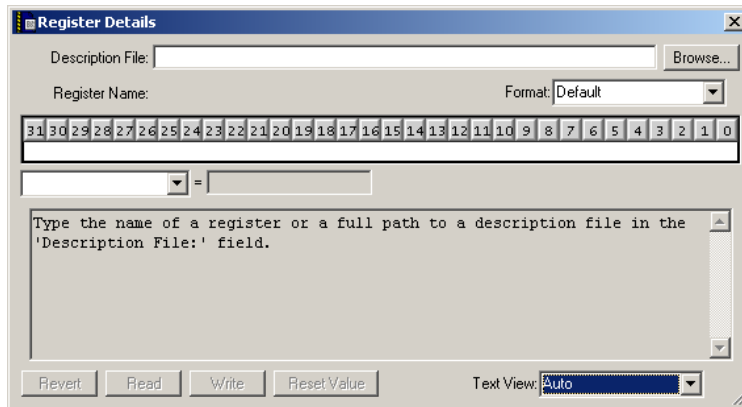 Register Details
Description File: Browse...
Register Name: Format: Default
31 30 29 28 27 26 25 24 23 22 21 20 19 18 17 16 15 14 13 12 11 10 9 8 7 6 5 4 3 2 1 0
=
Type the name of a register or a full path to a description file in the
'Description File:' field.
Revert Read Write Reset Value Text View: Auto